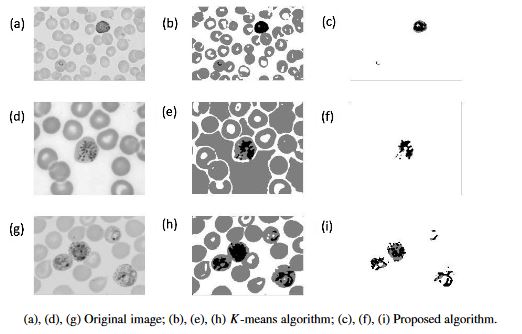 (a) (b) (c)
(d) (e) (f)
(g) (h) (i)
(a), (d), (g) Original image; (b), (e), (h) K-means algorithm; (c), (f), (i) Proposed algorithm.